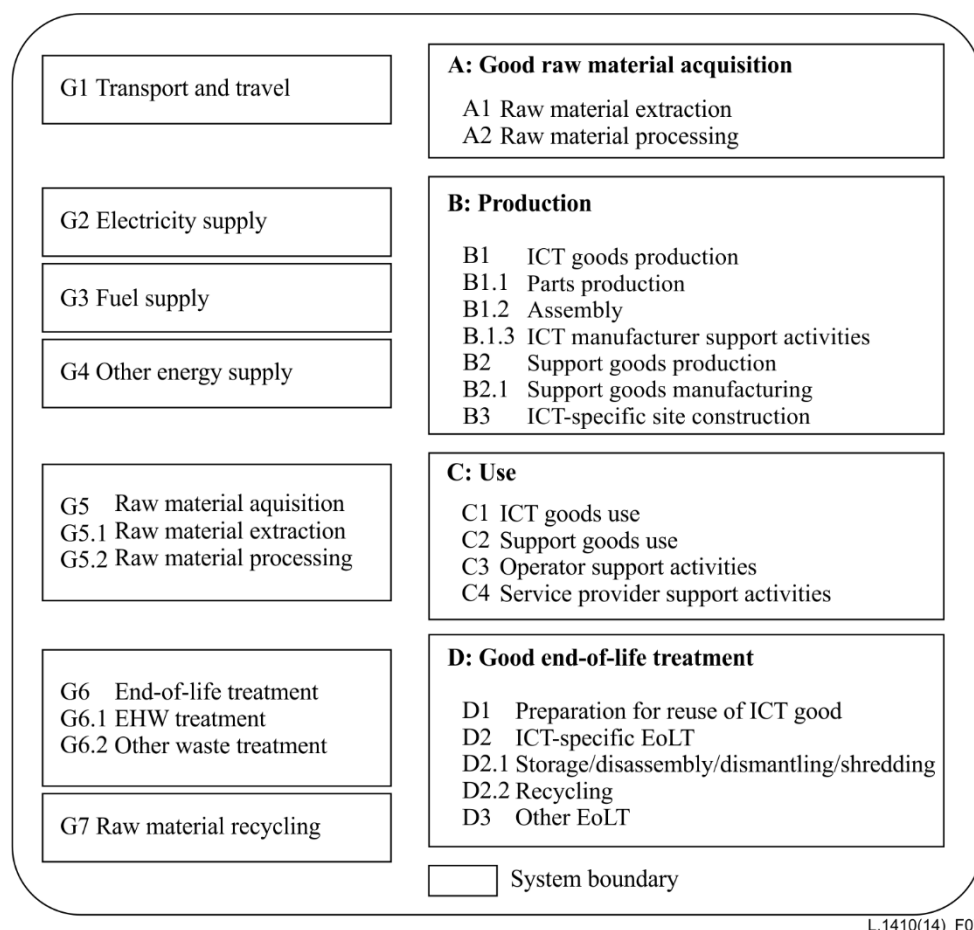 G1 Transport and travel
G2 Electricity supply
G3 Fuel supply
G4 Other energy supply
G5 Raw material aquisition
G5.1 Raw material extraction
G5.2 Raw material processing
G6 End-of-life treatment
G6.1 EHW treatment
G6.2 Other waste treatment
G7 Raw material recycling
A: Good raw material acquisition
A1 Raw material extraction
A2 Raw material processing
B: Production
B1 ICT goods production
B1.1 Parts production
B1.2 Assembly
B.1.3 ICT manufacturer support activities
B2 Support goods production
B2.1 Support goods manufacturing
B3 ICT-specific site construction
C: Use
C1 ICT goods use
C2 Support goods use
C3 Operator support activities
C4 Service provider support activities
D: Good end-of-life treatment
D1 Preparation for reuse of ICT good
D2 ICT-specific EoLT
D2.1 Storage/disassembly/dismantling/shredding
D2.2 Recycling
D3 Other EoLT
System boundary
L.1410(14)_F0